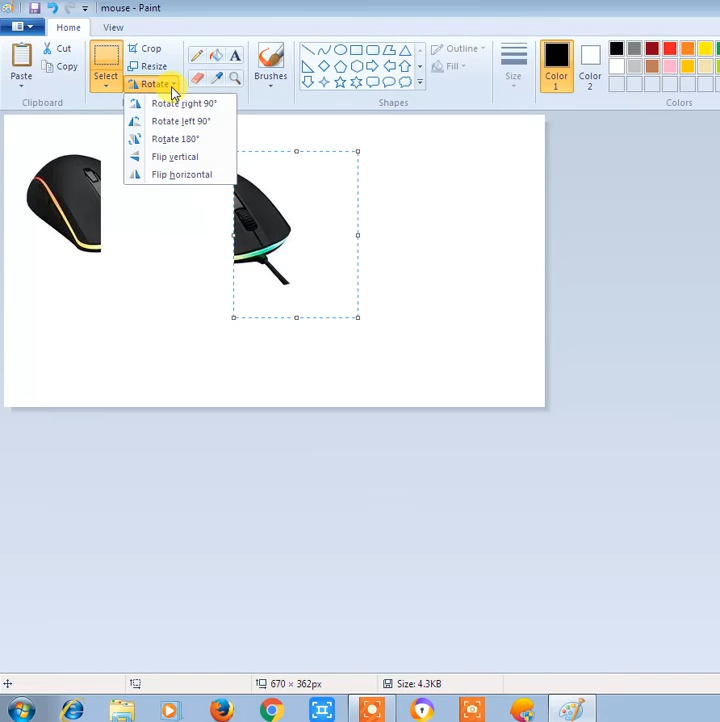 mouse - Paint
Home
View
Paste
Cut
Copy
Clipboard
Select
Crop
Resize
Rotate
A
Brushes
Outline
Fill
Shapes
Size
Color
1
Color
2
Colors
Rotate right 90°
Rotate left 90°
Rotate 180°
Flip vertical
Flip horizontal
670 × 362px
Size: 4.3KB